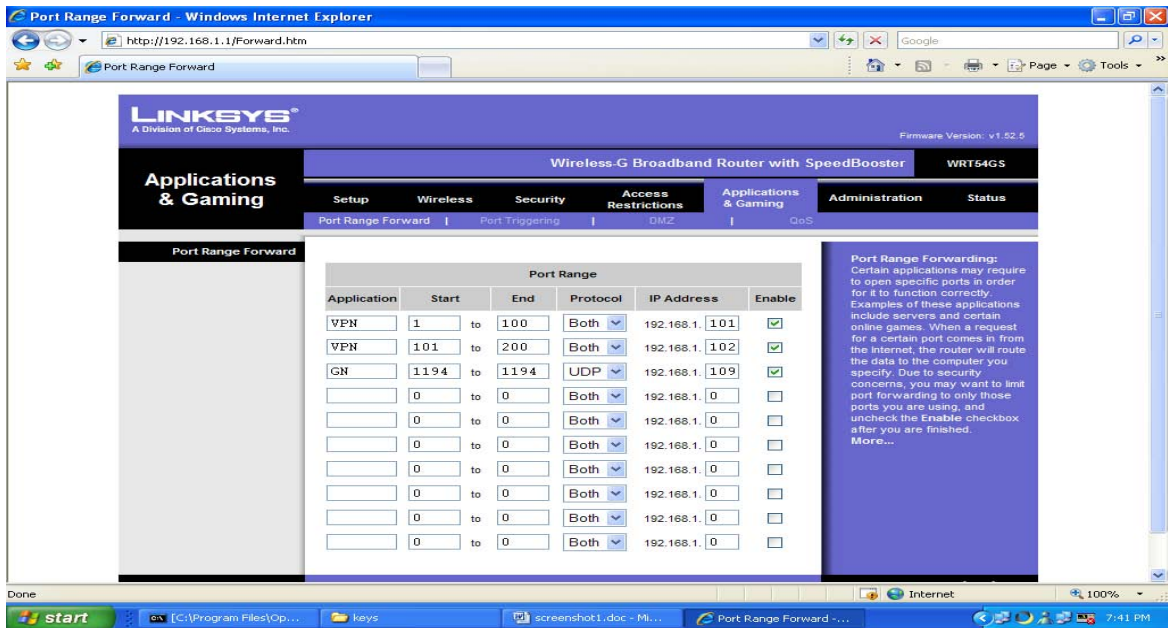 Port Range Forward - Windows Internet Explorer
http://192.168.1.1/Forward.htm
Google
Port Range Forward
Page
Tools
LINKSYS®
A Division of Cisco Systems, Inc.
Firmware Version: v1.52.5
Wireless-G Broadband Router with SpeedBooster WRT54GS
Applications & Gaming
Setup Wireless Security Access Restrictions Applications & Gaming Administration Status
Port Range Forward | Port Triggering | DMZ | QoS
Port Range Forward
Port Range
Application Start End Protocol IP Address Enable
VPN 1 to 100 Both 192.168.1. 101
VPN 101 to 200 Both 192.168.1. 102
GN 1194 to 1194 UDP 192.168.1. 109
0 to 0 Both 192.168.1. 0
0 to 0 Both 192.168.1. 0
0 to 0 Both 192.168.1. 0
0 to 0 Both 192.168.1. 0
0 to 0 Both 192.168.1. 0
0 to 0 Both 192.168.1. 0
0 to 0 Both 192.168.1. 0
Port Range Forwarding:
Certain applications may require
to open specific ports in order
for it to function correctly.
Examples of these applications
include servers and certain
online games. When a request
for a certain port comes in from
the Internet, the router will route
the data to the computer you
specify. Due to security
concerns, you may want to limit
port forwarding to only those
ports you are using, and
uncheck the Enable checkbox
after you are finished.
More...
Done
Internet
100%
start
[C:\Program Files\Op...
keys
screenshot1.doc - Mi...
Port Range Forward -...
7:41 PM